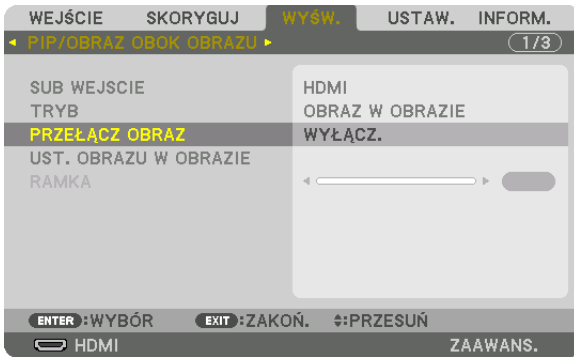 WEJŚCIE SKORYGUJ WYŚW. USTAW. INFORM.
PIP/OBRAZ OBOK OBRAZU 1/3
SUB WEJSCIE HDMI
TRYB OBRAZ W OBRAZIE
PRZEŁĄCZ OBRAZ WYŁĄCZ.
UST. OBRAZU W OBRAZIE
RAMKA
ENTER :WYBÓR EXIT :ZAKOŃ. :PRZESUŃ
HDMI ZAAWANS.